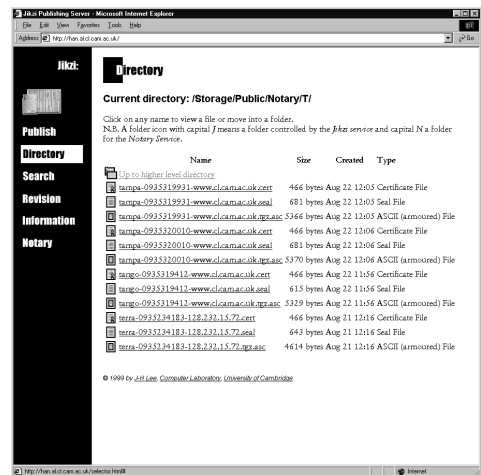 Jikzi Publishing Server - Microsoft Internet Explorer
File Edit View Favorites Tools Help
Address http://han.al.cl.cam.ac.uk/ Go
Jikzi:
Publish
Directory
Search
Revision
Information
Notary
Directory
Current directory: /Storage/Public/Notary/T/
Click on any name to view a file or move into a folder.
N.B. A folder icon with capital J means a folder controlled by the Jikzi service and capital N a folder
for the Notary Service.
Name Size Created Type
Up to higher level directory
tampa-0935319931-www.cl.cam.ac.uk.cert 466 bytes Aug 22 12:05 Certificate File
tampa-0935319931-www.cl.cam.ac.uk.seal 681 bytes Aug 22 12:05 Seal File
tampa-0935319931-www.cl.cam.ac.uk.tgz.asc 5366 bytes Aug 22 12:05 ASCII (armoured) File
tampa-0935320010-www.cl.cam.ac.uk.cert 466 bytes Aug 22 12:06 Certificate File
tampa-0935320010-www.cl.cam.ac.uk.seal 681 bytes Aug 22 12:06 Seal File
tampa-0935320010-www.cl.cam.ac.uk.tgz.asc 5370 bytes Aug 22 12:06 ASCII (armoured) File
tango-0935319412-www.cl.cam.ac.uk.cert 466 bytes Aug 22 11:56 Certificate File
tango-0935319412-www.cl.cam.ac.uk.seal 615 bytes Aug 22 11:56 Seal File
tango-0935319412-www.cl.cam.ac.uk.tgz.asc 5329 bytes Aug 22 11:56 ASCII (armoured) File
terra-0935234183-128.232.15.72.cert 466 bytes Aug 21 12:16 Certificate File
terra-0935234183-128.232.15.72.seal 643 bytes Aug 21 12:16 Seal File
terra-0935234183-128.232.15.72.tgz.asc 4614 bytes Aug 21 12:16 ASCII (armoured) File
© 1999 by J-H Lee, Computer Laboratory, University of Cambridge.
http://han.al.cl.cam.ac.uk/selector.html# Internet